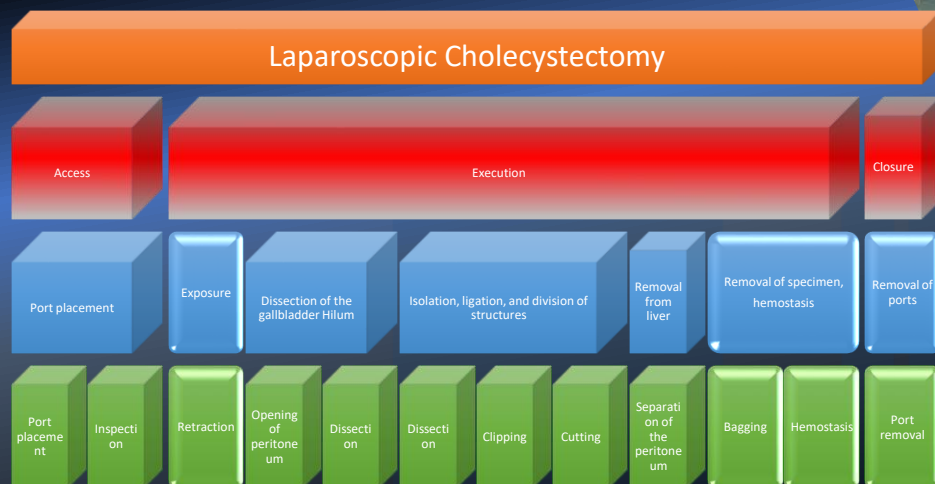 Laparoscopic Cholecystectomy
Access
Execution
Closure
Port placement
Exposure
Dissection of the
gallbladder Hilum
Isolation, ligation, and division of
structures
Removal
from
liver
Removal of specimen,
hemostasis
Removal of
ports
Port
placeme
nt
Inspecti
on
Retraction
Opening
of
peritone
um
Dissecti
on
Dissecti
on
Clipping
Cutting
Separati
on of
the
peritone
um
Bagging
Hemostasis
Port
removal